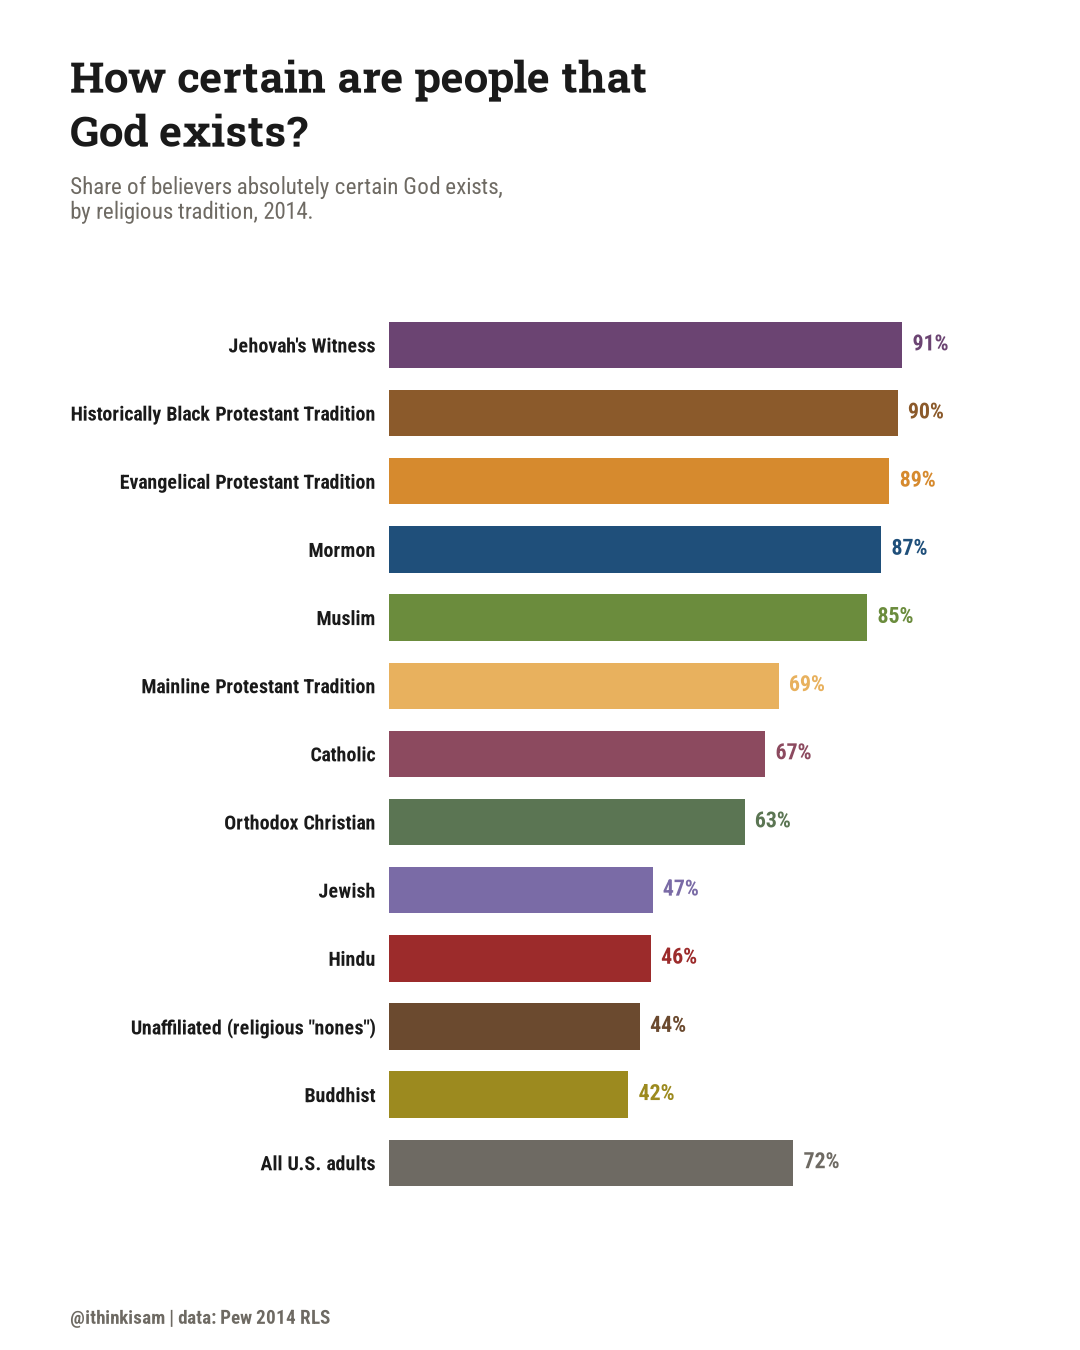 How certain are people that
God exists?
Share of believers absolutely certain God exists,
by religious tradition, 2014.
Jehovah's Witness 91%
Historically Black Protestant Tradition 90%
Evangelical Protestant Tradition 89%
Mormon 87%
Muslim 85%
Mainline Protestant Tradition 69%
Catholic 67%
Orthodox Christian 63%
Jewish 47%
Hindu 46%
Unaffiliated (religious "nones") 44%
Buddhist 42%
All U.S. adults 72%
@ithinkisam | data: Pew 2014 RLS